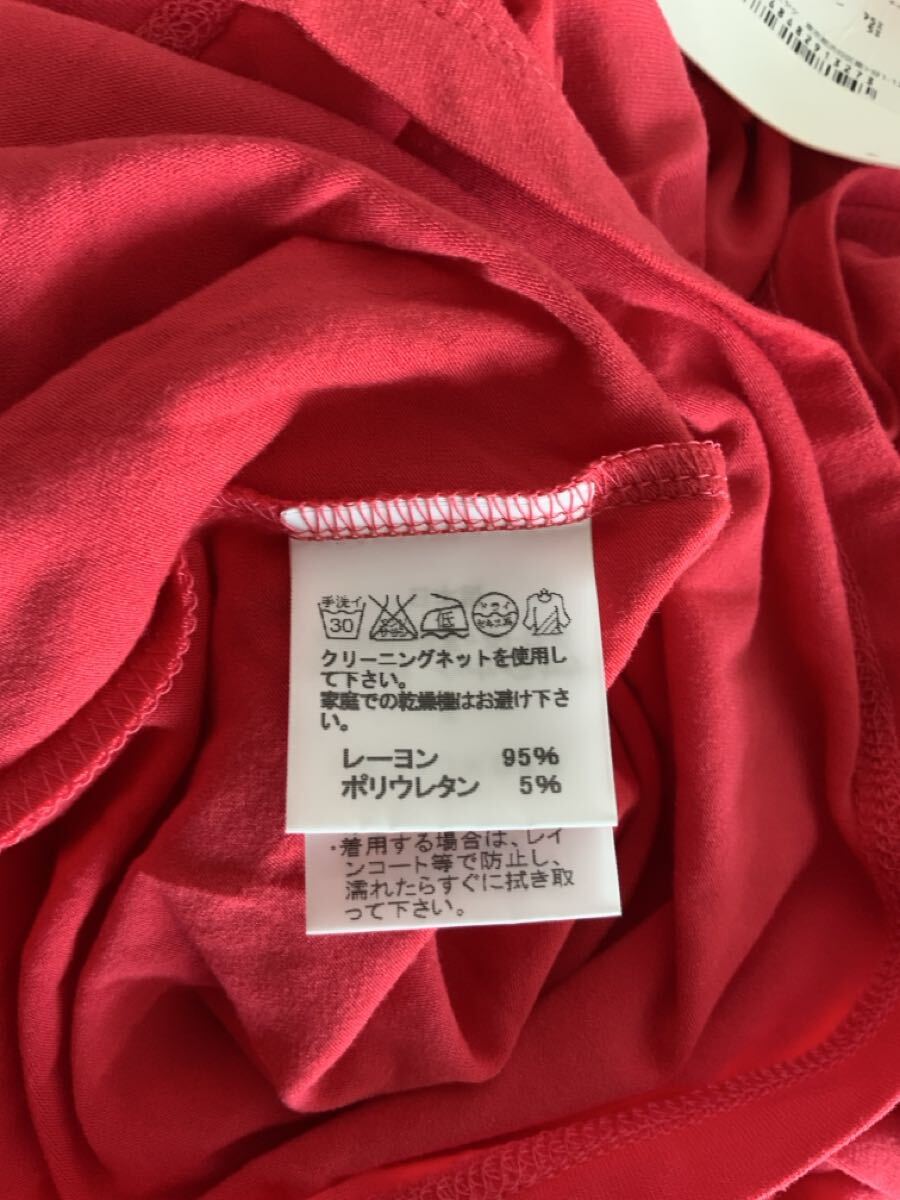 手洗イ
30
低
ドライ
クリーニングネットを使用し
て下さい。
家庭での乾燥機はお避け下さ
い。
レーヨン 95%
ポリウレタン 5%
・着用する場合は、レイ
ンコート等で防止し、
濡れたらすぐに拭き取
って下さい。